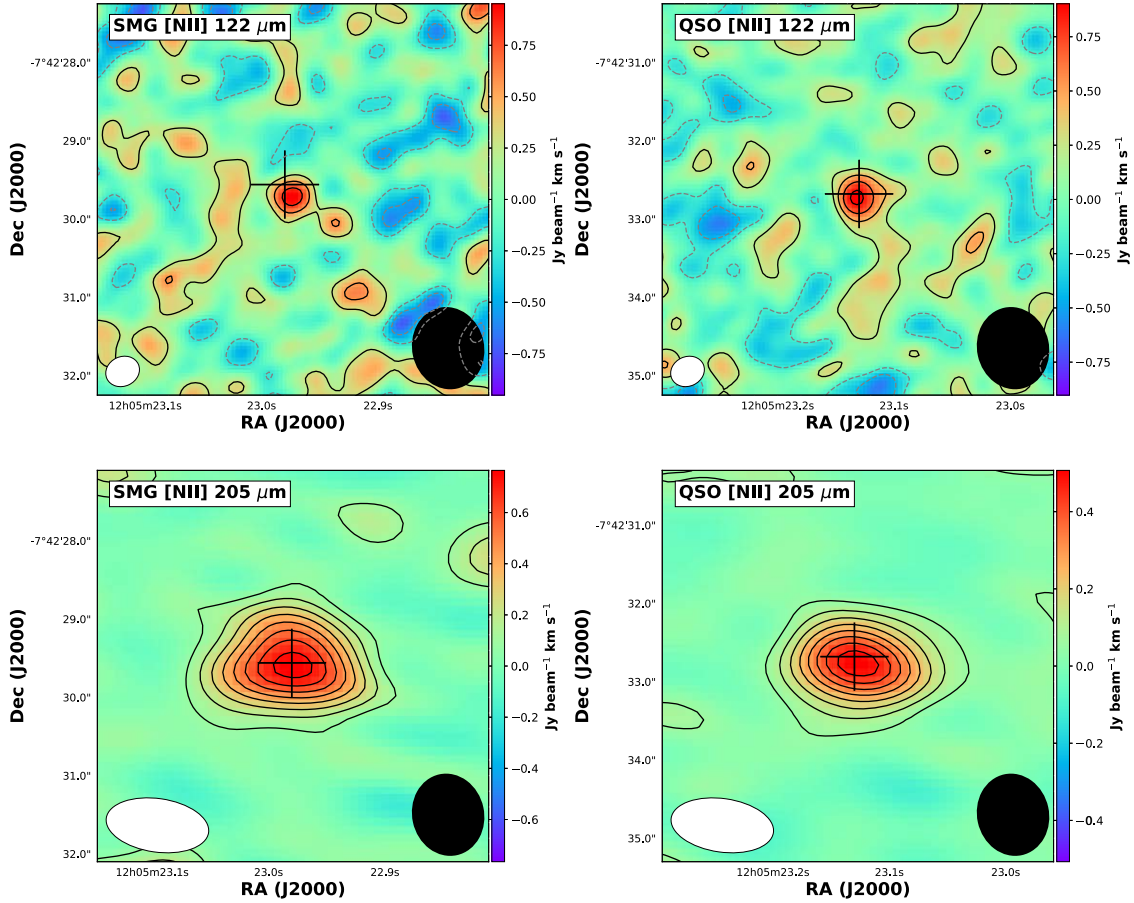 SMG [NII] 122 μm
-7°42'28.0"
29.0"
30.0"
31.0"
32.0"
Dec (J2000)
12h05m23.1s
23.0s
22.9s
RA (J2000)
0.75
0.50
0.25
0.00
−0.25
−0.50
−0.75
Jy beam⁻¹ km s⁻¹
QSO [NII] 122 μm
-7°42'31.0"
32.0"
33.0"
34.0"
35.0"
Dec (J2000)
12h05m23.2s
23.1s
23.0s
RA (J2000)
0.75
0.50
0.25
0.00
−0.25
−0.50
−0.75
Jy beam⁻¹ km s⁻¹
SMG [NII] 205 μm
-7°42'28.0"
29.0"
30.0"
31.0"
32.0"
Dec (J2000)
12h05m23.1s
23.0s
22.9s
RA (J2000)
0.6
0.4
0.2
0.0
−0.2
−0.4
−0.6
Jy beam⁻¹ km s⁻¹
QSO [NII] 205 μm
-7°42'31.0"
32.0"
33.0"
34.0"
35.0"
Dec (J2000)
12h05m23.2s
23.1s
23.0s
RA (J2000)
0.4
0.2
0.0
−0.2
−0.4
Jy beam⁻¹ km s⁻¹